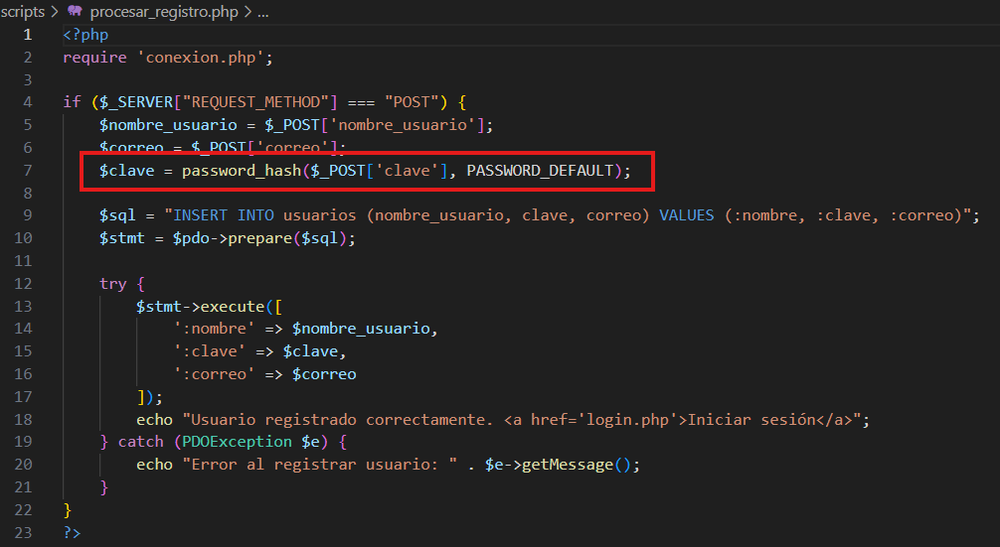 scripts > procesar_registro.php > ...
1 <?php
2 require 'conexion.php';
3
4 if ($_SERVER["REQUEST_METHOD"] === "POST") {
5     $nombre_usuario = $_POST['nombre_usuario'];
6     $correo = $_POST['correo'];
7     $clave = password_hash($_POST['clave'], PASSWORD_DEFAULT);
8
9     $sql = "INSERT INTO usuarios (nombre_usuario, clave, correo) VALUES (:nombre, :clave, :correo)";
10     $stmt = $pdo->prepare($sql);
11
12     try {
13         $stmt->execute([
14             ':nombre' => $nombre_usuario,
15             ':clave' => $clave,
16             ':correo' => $correo
17         ]);
18         echo "Usuario registrado correctamente. <a href='login.php'>Iniciar sesión</a>";
19     } catch (PDOException $e) {
20         echo "Error al registrar usuario: " . $e->getMessage();
21     }
22 }
23 ?>